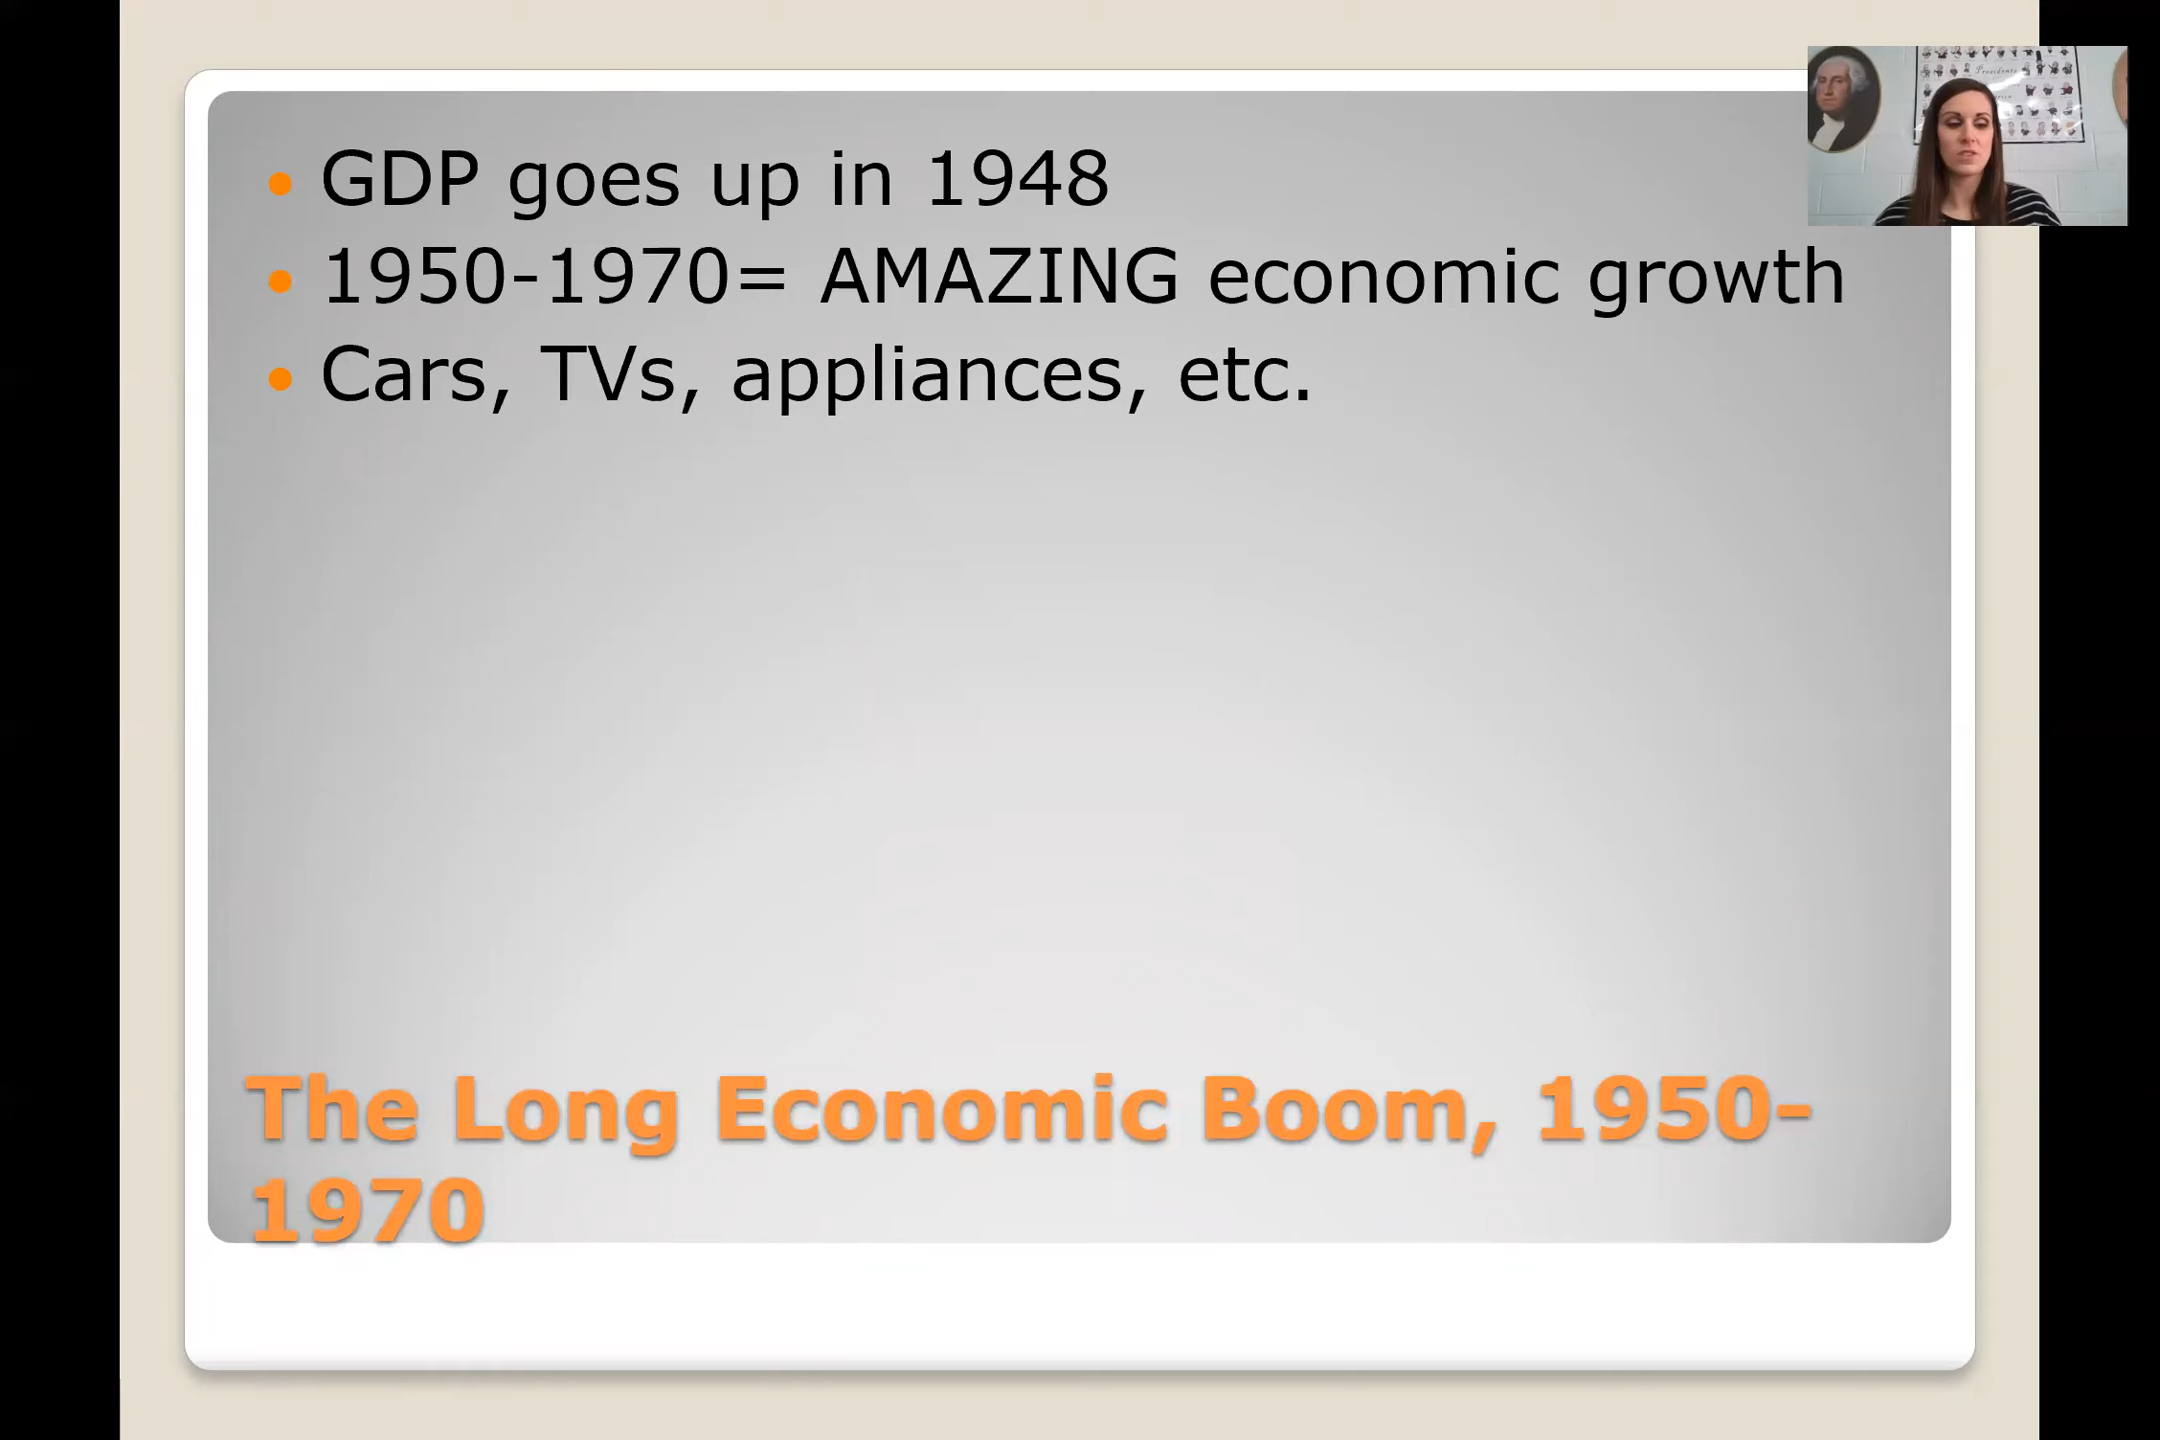 GDP goes up in 1948
1950-1970= AMAZING economic growth
Cars, TVs, appliances, etc.
Presidents
The Long Economic Boom, 1950-
1970